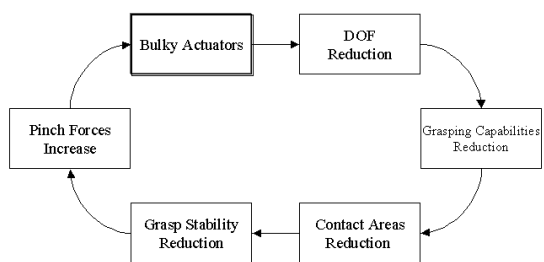 Bulky Actuators
DOF
Reduction
Grasping Capabilities
Reduction
Contact Areas
Reduction
Grasp Stability
Reduction
Pinch Forces
Increase